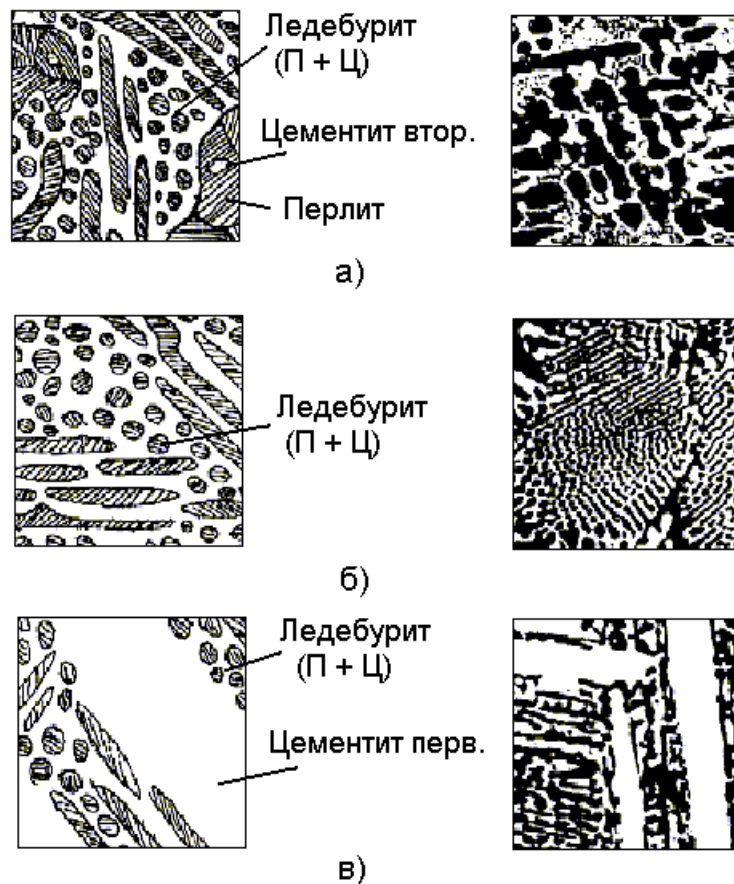 Ледебурит
(П + Ц)
Цементит втор.
Перлит
а)
Ледебурит
(П + Ц)
б)
Ледебурит
(П + Ц)
Цементит перв.
в)